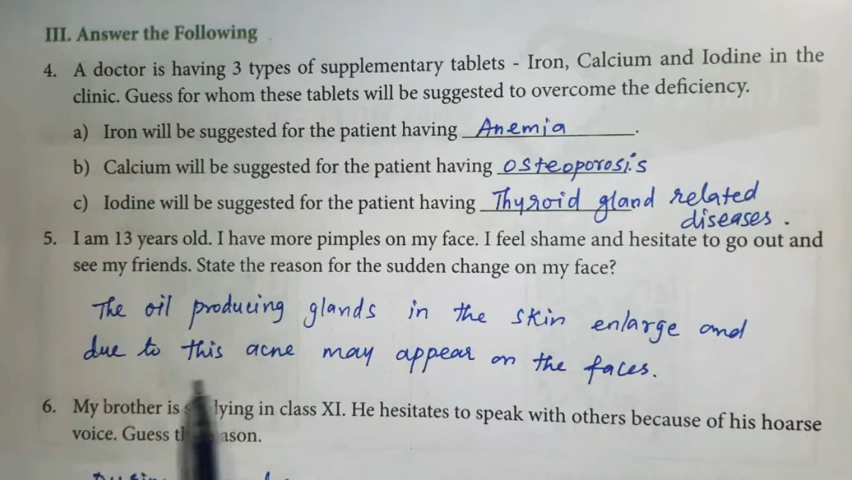 III. Answer the Following
4. A doctor is having 3 types of supplementary tablets - Iron, Calcium and Iodine in the
clinic. Guess for whom these tablets will be suggested to overcome the deficiency.
a) Iron will be suggested for the patient having Anemia.
b) Calcium will be suggested for the patient having osteoporosis
c) Iodine will be suggested for the patient having Thyroid gland related
diseases.
5. I am 13 years old. I have more pimples on my face. I feel shame and hesitate to go out and
see my friends. State the reason for the sudden change on my face?
The oil producing glands in the skin enlarge and
due to this acne may appear on the faces.
6. My brother is lying in class XI. He hesitates to speak with others because of his hoarse
voice. Guess ason.